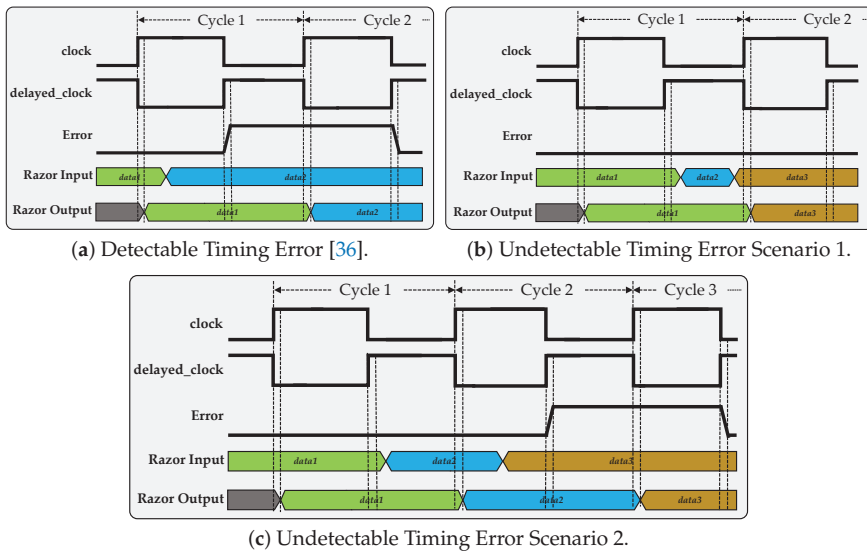 Cycle 1 Cycle 2
clock
delayed_clock
Error
Razor Input data1 data2
Razor Output data1 data2
(a) Detectable Timing Error [36].
Cycle 1 Cycle 2
clock
delayed_clock
Error
Razor Input data1 data2 data3
Razor Output data1 data3
(b) Undetectable Timing Error Scenario 1.
Cycle 1 Cycle 2 Cycle 3
clock
delayed_clock
Error
Razor Input data1 data2 data3
Razor Output data1 data2 data3
(c) Undetectable Timing Error Scenario 2.